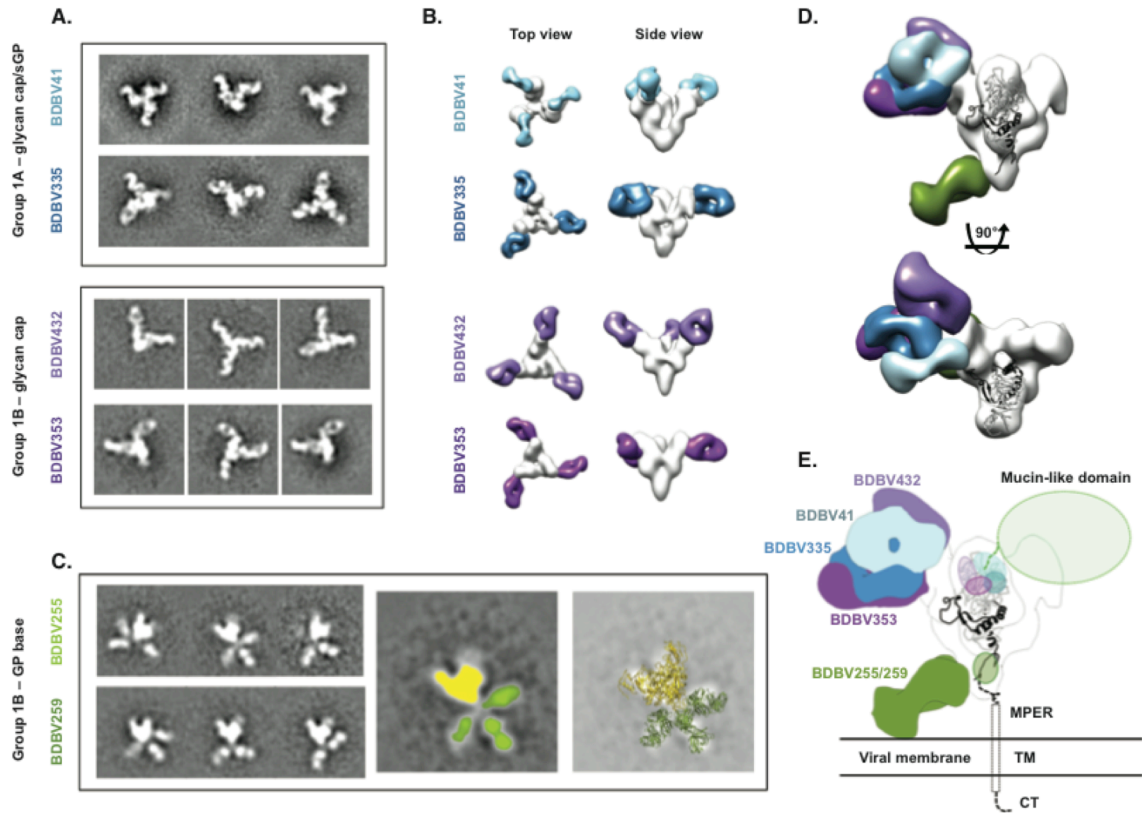 A.
Group 1A – glycan cap/sGP
BDBV41
BDBV335
Group 1B – glycan cap
BDBV432
BDBV353
B.
Top view
Side view
BDBV41
BDBV335
BDBV432
BDBV353
C.
Group 1B – GP base
BDBV255
BDBV259
D.
90°
E.
BDBV432
Mucin-like domain
BDBV41
BDBV335
BDBV353
BDBV255/259
MPER
Viral membrane
TM
CT